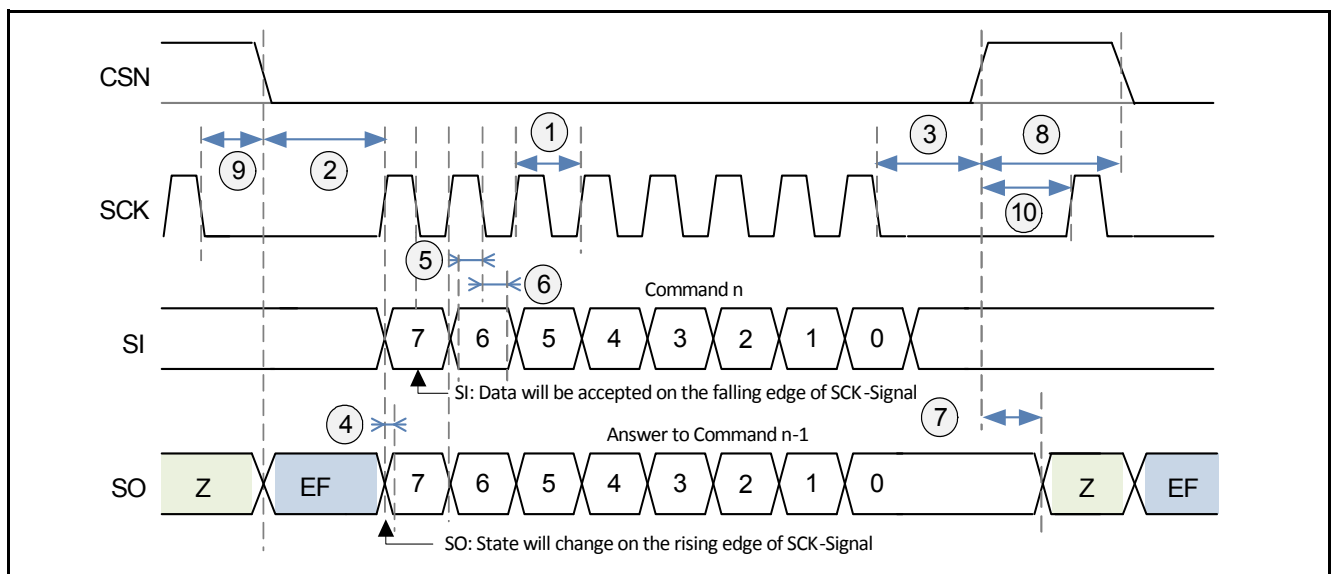 CSN
9
2
1
3
8
SCK
10
5
6
Command n
SI
7 6 5 4 3 2 1 0
SI: Data will be accepted on the falling edge of SCK-Signal
4
7
Answer to Command n-1
SO
Z EF 7 6 5 4 3 2 1 0 Z EF
SO: State will change on the rising edge of SCK-Signal